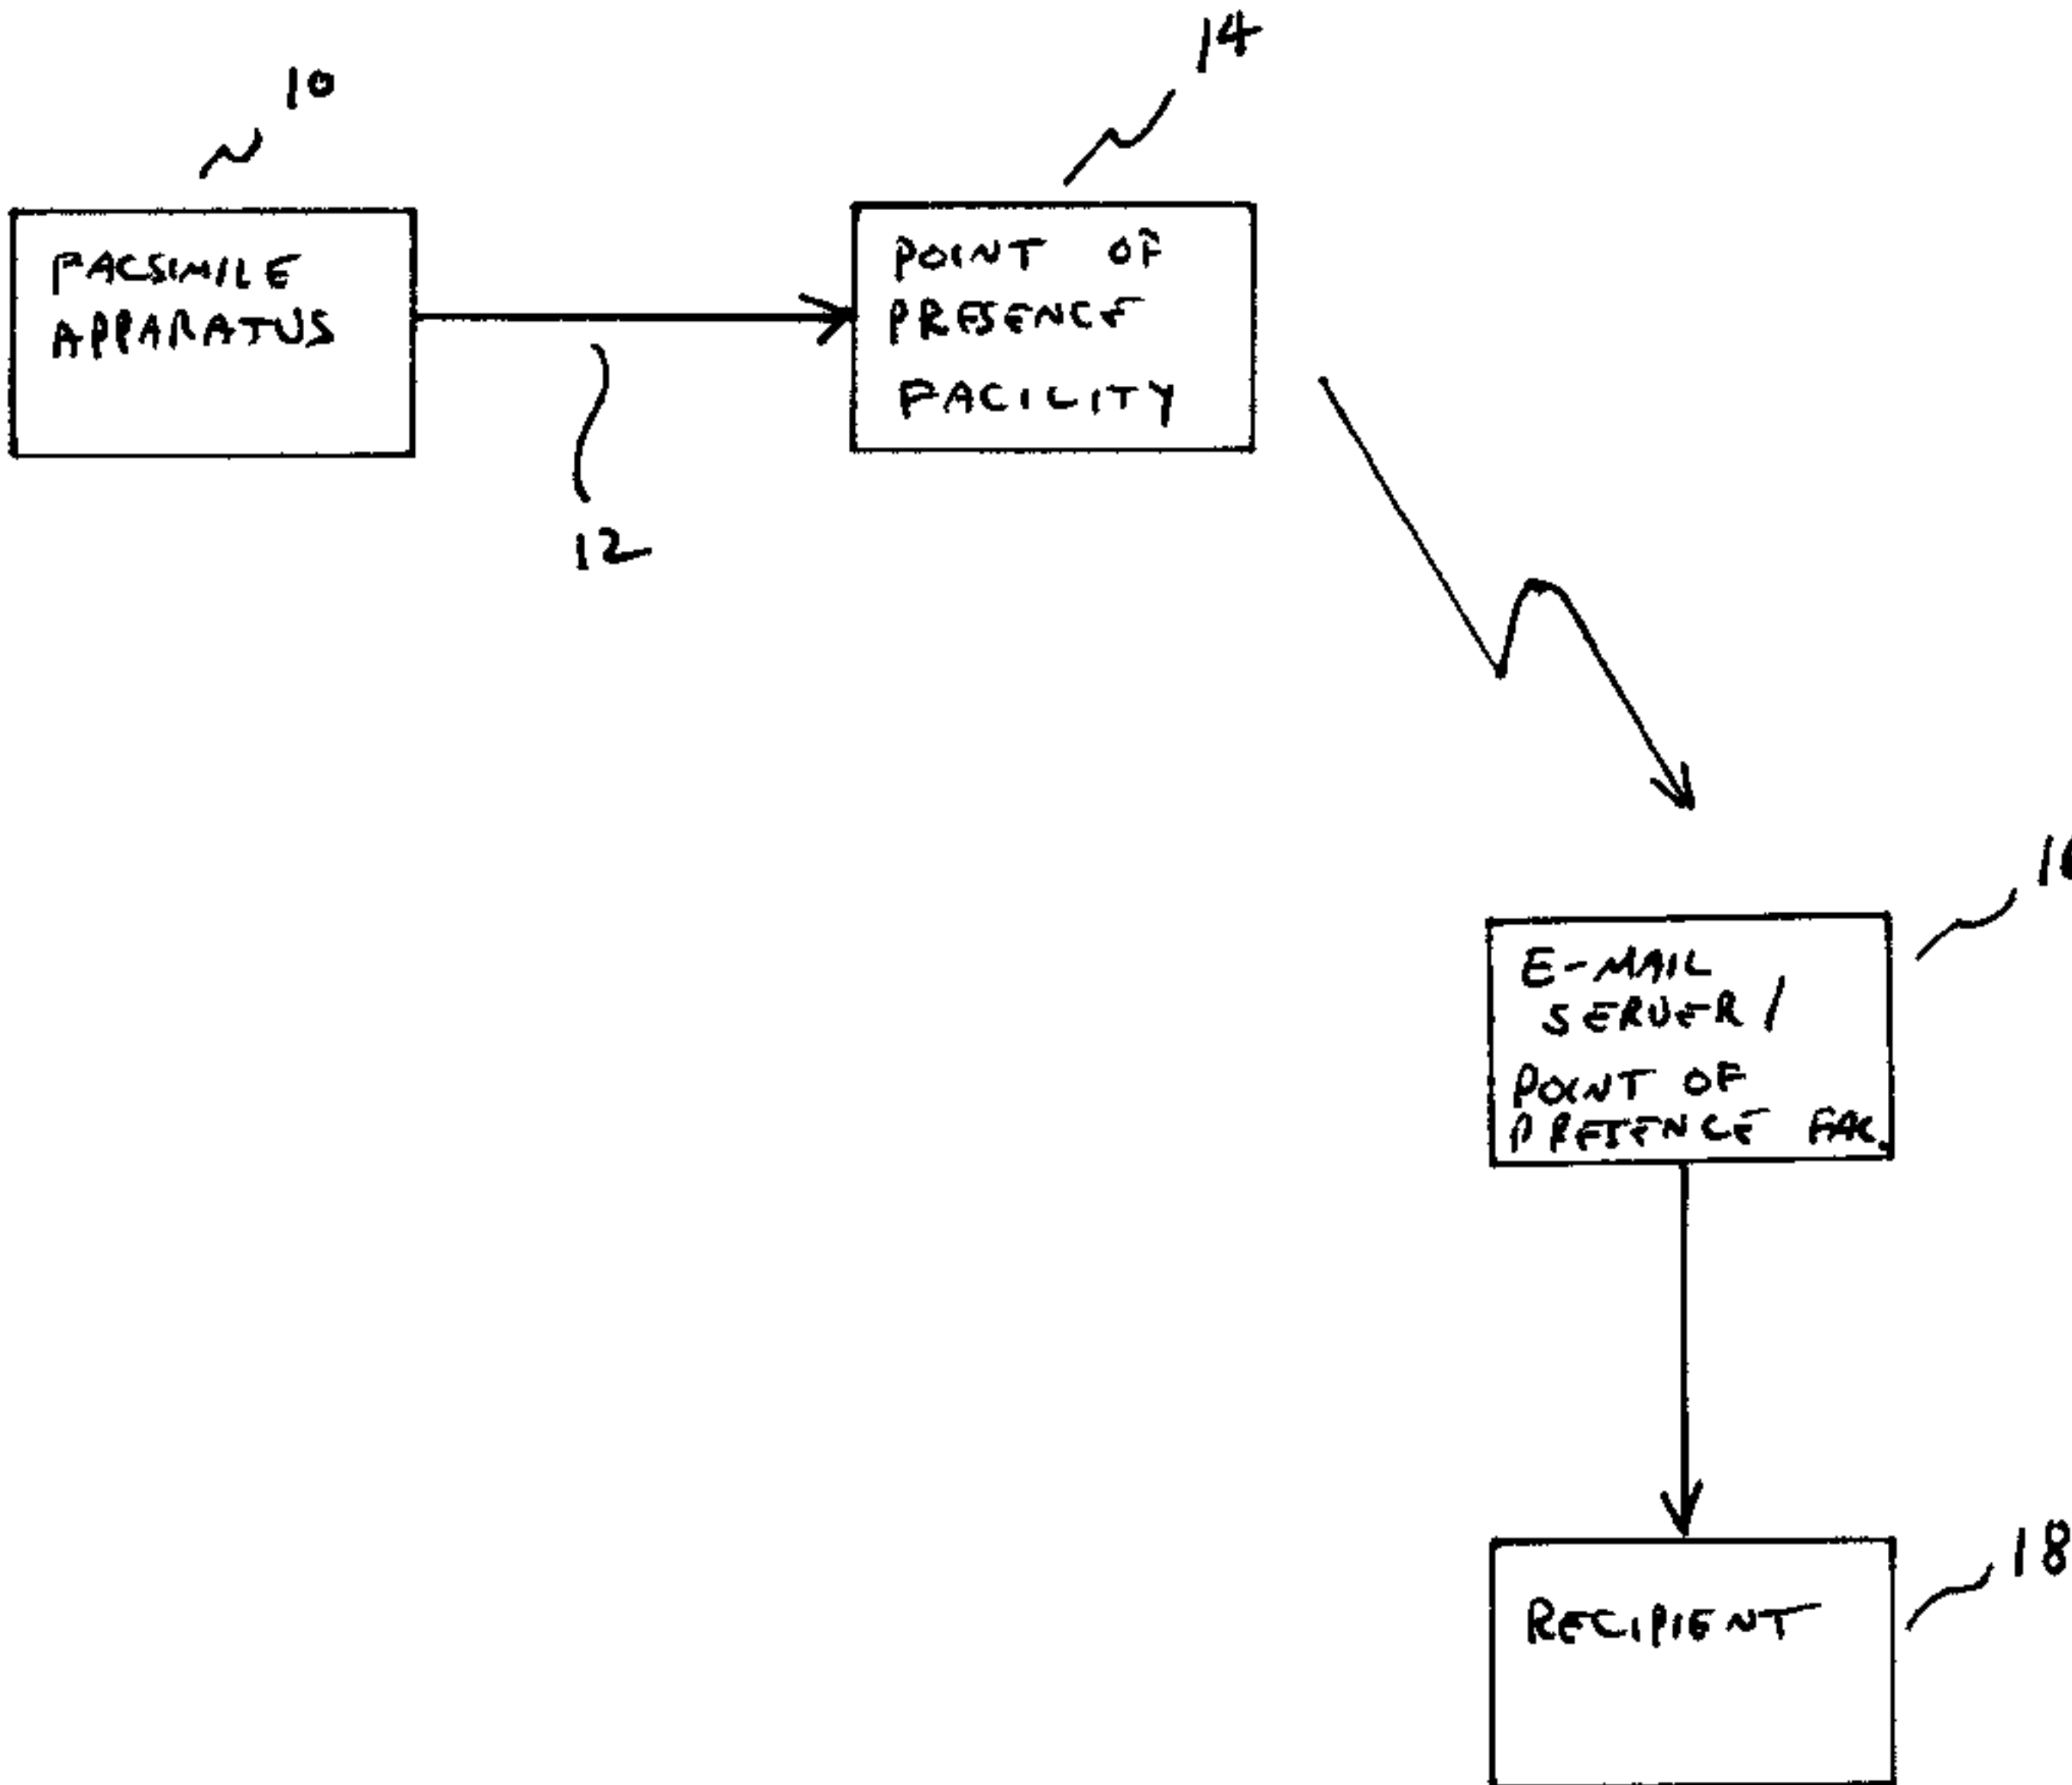 10
14
FACSIMILE
APPARATUS
POINT OF
PRESENCE
FACILITY
12
E-MAIL
SERVER /
POINT OF
PRESENCE FAC.
18
RECIPIENT